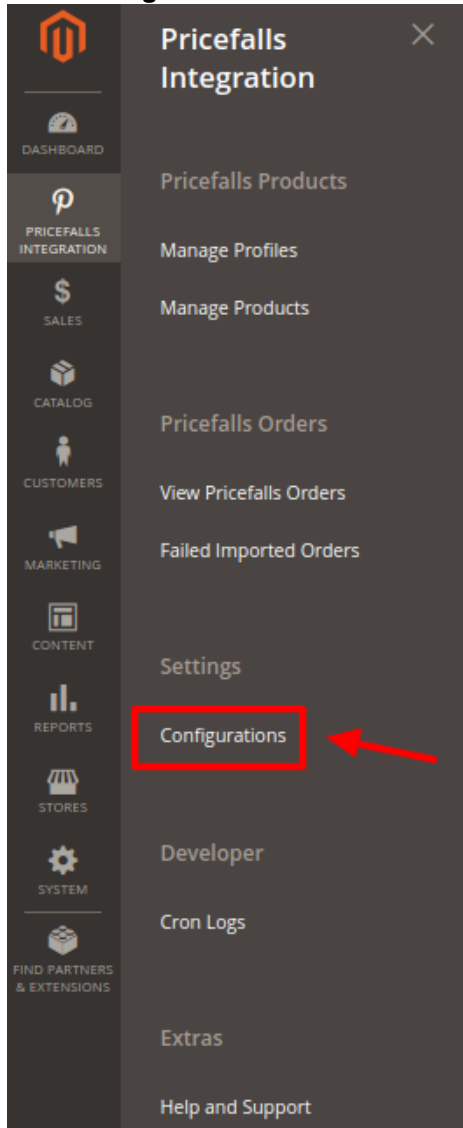 Pricefalls
Integration
DASHBOARD
PRICEFALLS
INTEGRATION
SALES
CATALOG
CUSTOMERS
MARKETING
CONTENT
REPORTS
STORES
SYSTEM
FIND PARTNERS
& EXTENSIONS
Pricefalls Products
Manage Profiles
Manage Products
Pricefalls Orders
View Pricefalls Orders
Failed Imported Orders
Settings
Configurations
Developer
Cron Logs
Extras
Help and Support